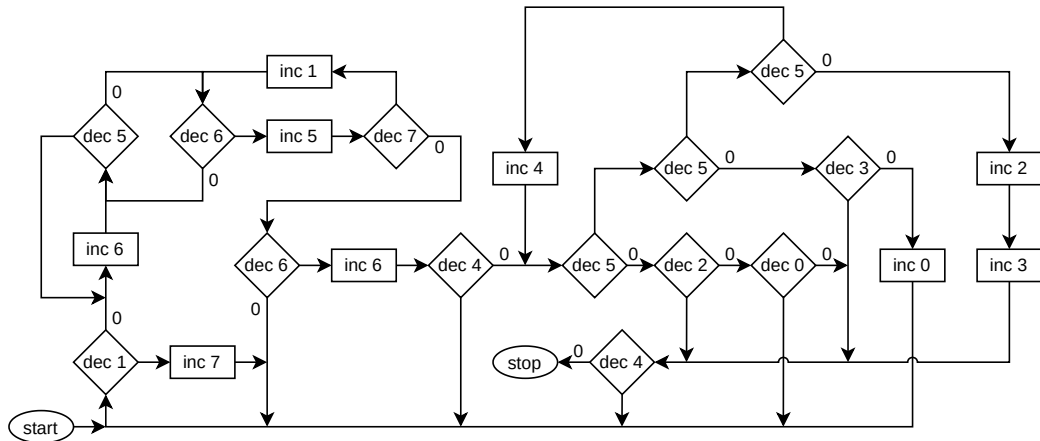 dec 5
0
inc 1
0
dec 5
dec 6
inc 5
dec 7
0
0
inc 4
dec 5
0
dec 3
0
inc 2
inc 6
dec 6
inc 6
dec 4
0
dec 5
0
dec 2
0
dec 0
0
inc 0
inc 3
0
0
dec 1
inc 7
stop
0
dec 4
start